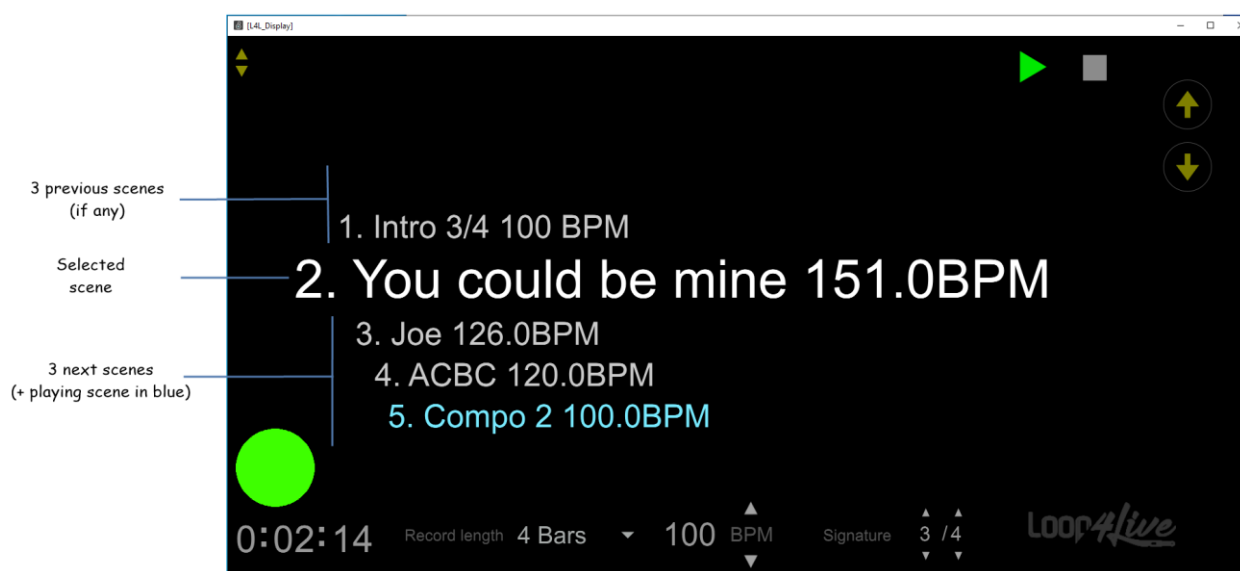 [L4L_Display]
3 previous scenes
(if any)
1. Intro 3/4 100 BPM
Selected
scene
2. You could be mine 151.0BPM
3. Joe 126.0BPM
3 next scenes
(+ playing scene in blue)
4. ACBC 120.0BPM
5. Compo 2 100.0BPM
0:02:14 Record length 4 Bars 100 BPM Signature 3 /4
Loop4Live